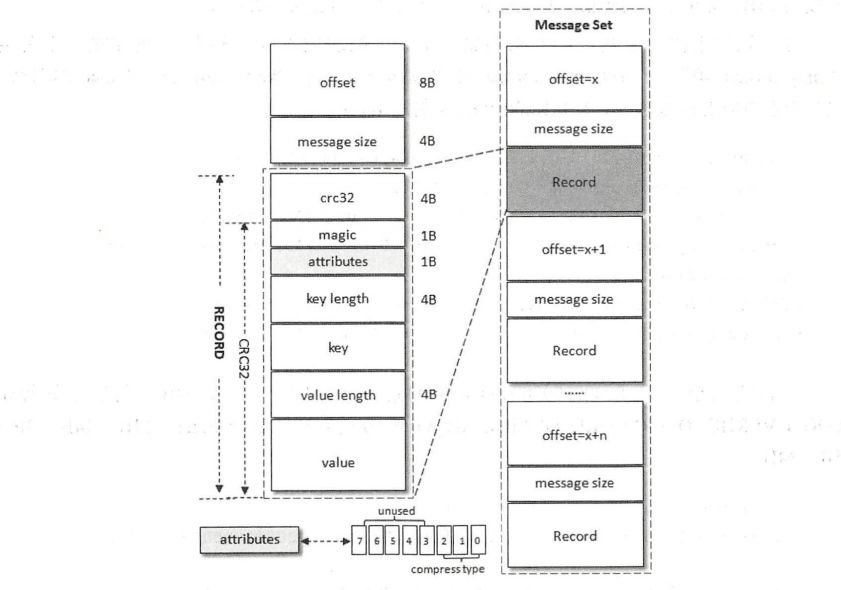 Message Set
offset 8B
message size 4B
crc32 4B
magic 1B
attributes 1B
key length 4B
key
value length 4B
value
RECORD
CRC32
offset=x
message size
Record
offset=x+1
message size
Record
......
offset=x+n
message size
Record
unused
attributes
7 6 5 4 3 2 1 0
compress type